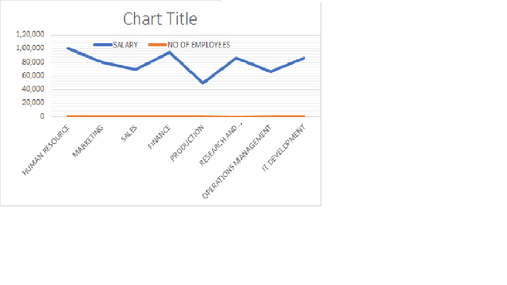 Chart Title
1,20,000
1,00,000
80,000
60,000
40,000
20,000
0
SALARY
NO.OF EMPLOYEES
HUMAN RESOURCE
MARKETING
SALES
FINANCE
PRODUCTION
RESEARCH AND ..
OPERATIONS MANAGEMENT
IT DEVELOPMENT